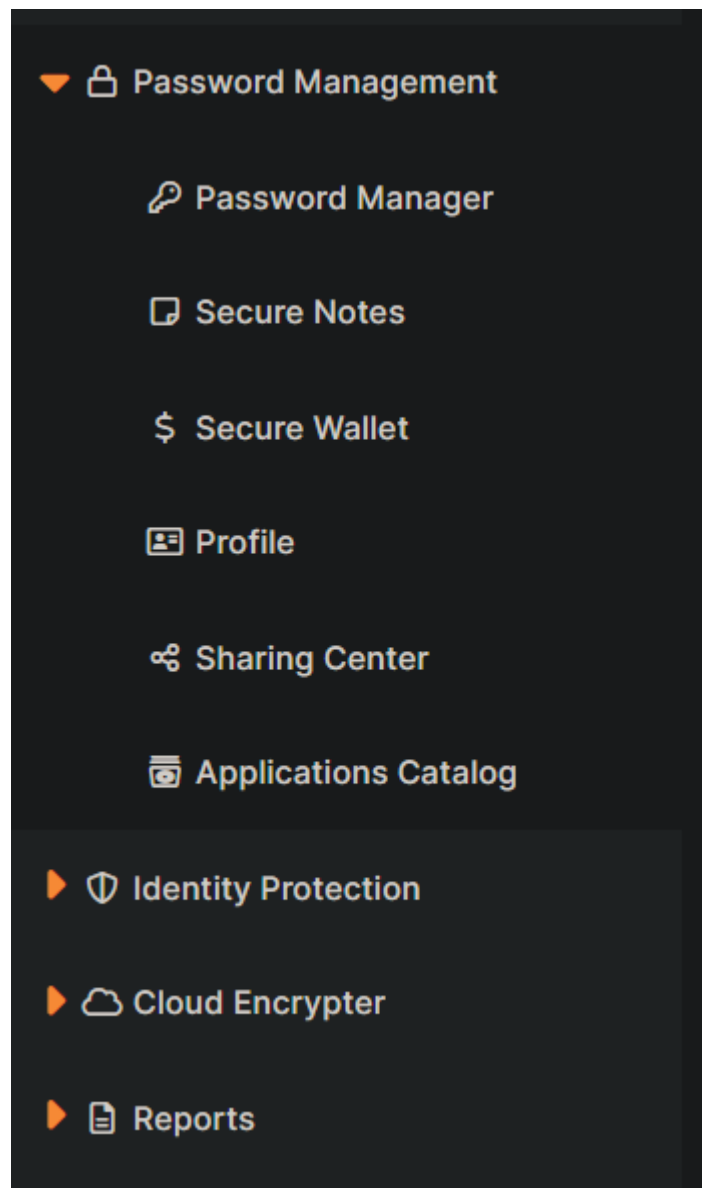 Password Management
Password Manager
Secure Notes
Secure Wallet
Profile
Sharing Center
Applications Catalog
Identity Protection
Cloud Encrypter
Reports